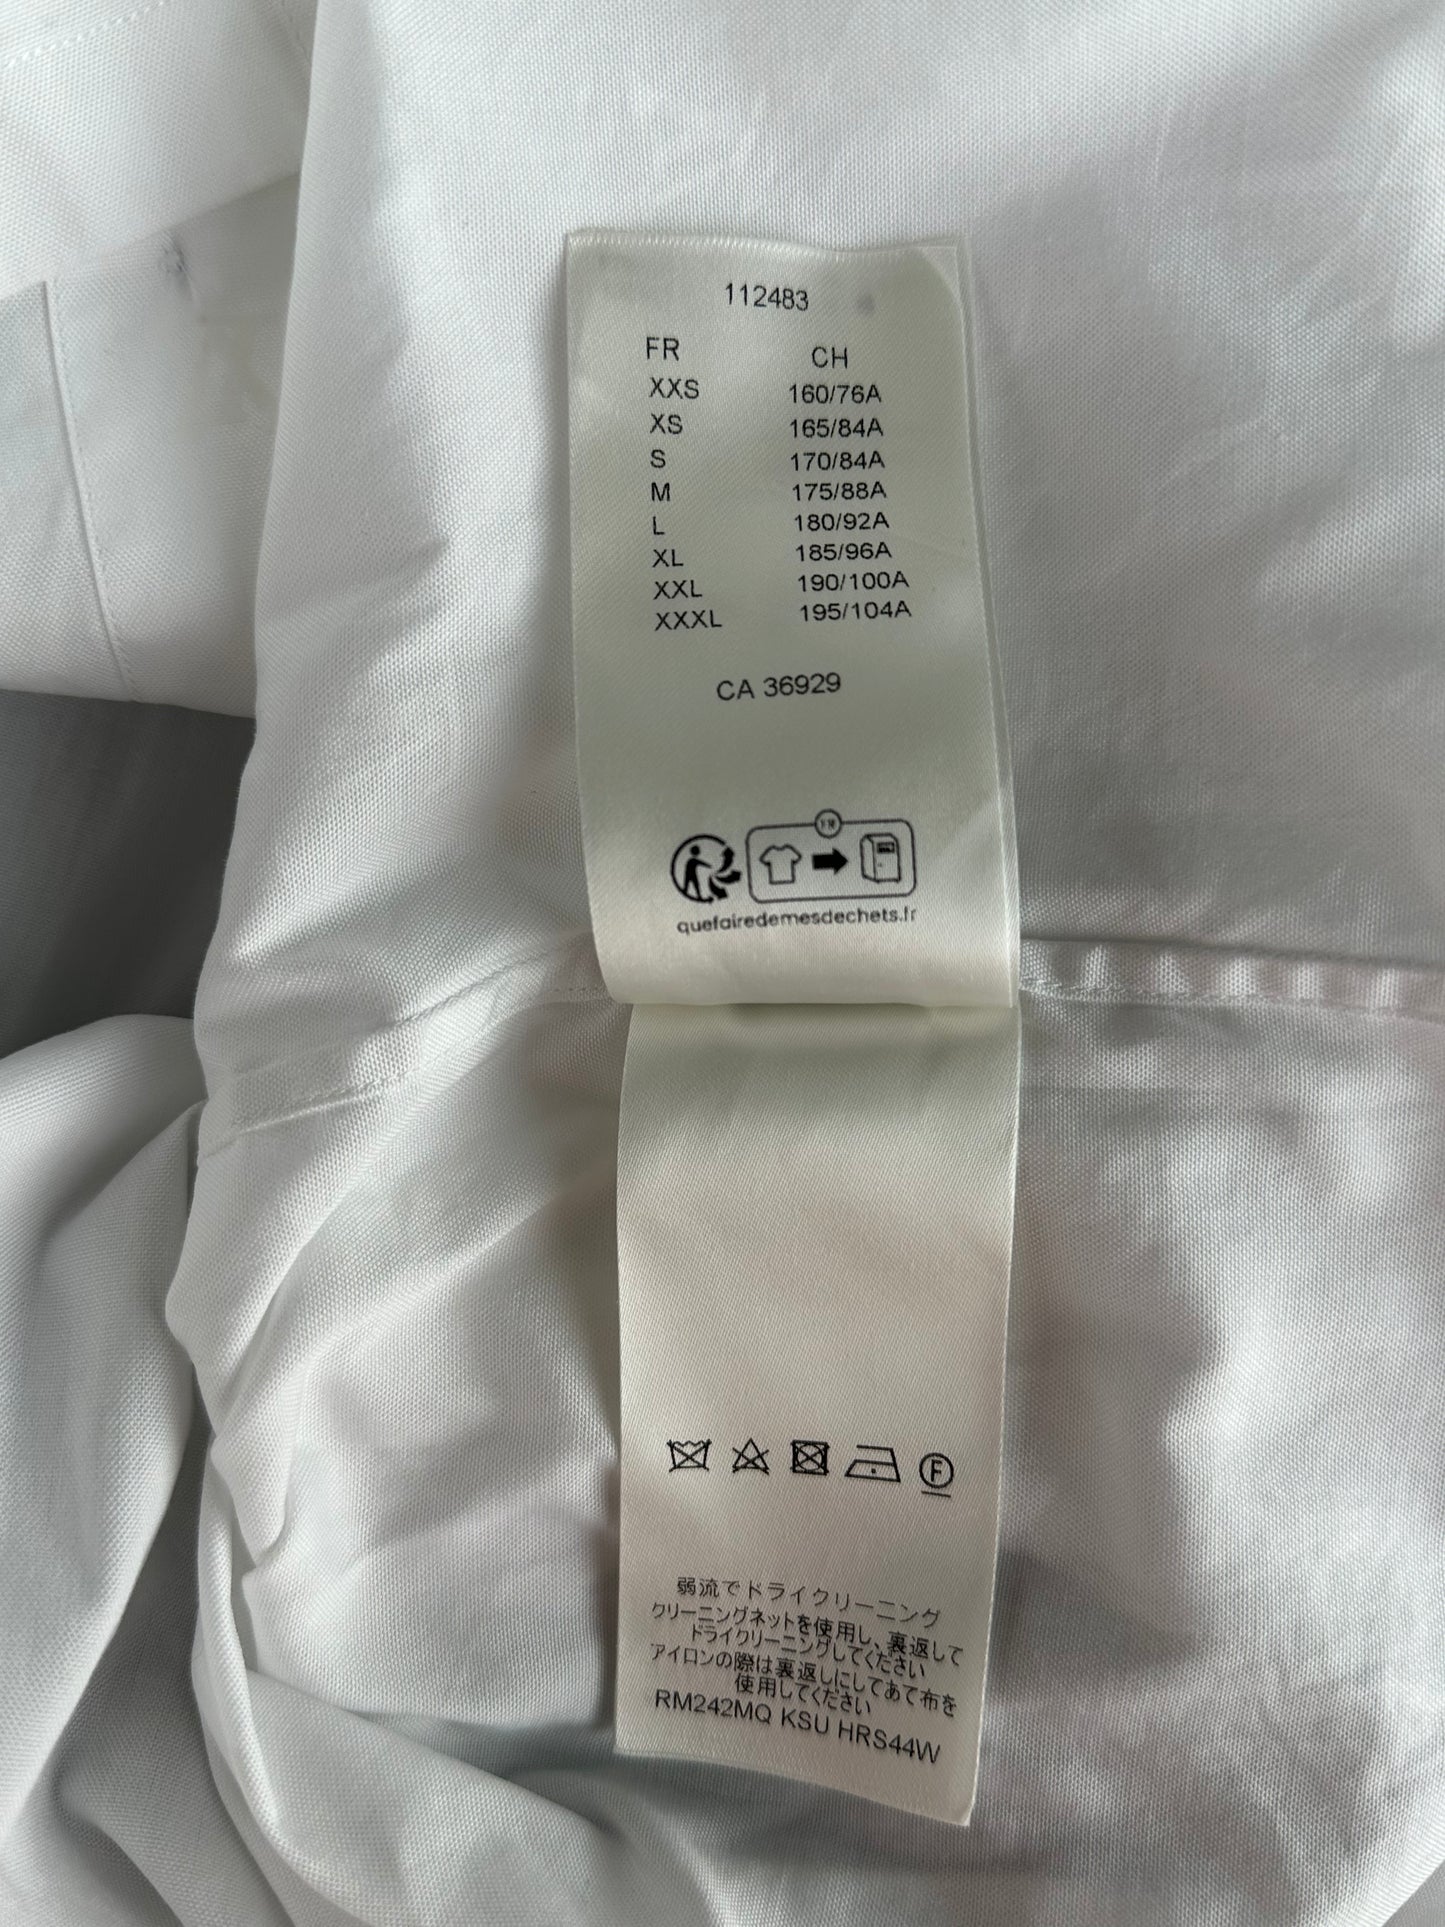 112483
FR CH
XXS 160/76A
XS 165/84A
S 170/84A
M 175/88A
L 180/92A
XL 185/96A
XXL 190/100A
XXXL 195/104A
CA 36929
FR
quefairedemesdechets.fr
F
弱流でドライクリーニング
クリーニングネットを使用し、裏返して
ドライクリーニングしてください
アイロンの際は裏返しにしてあて布を
使用してください
RM242MQ KSU HRS44W